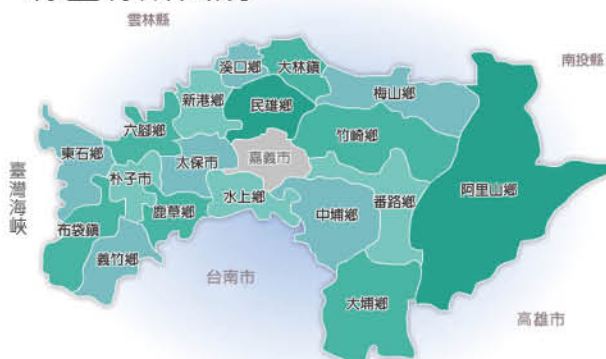 雲林縣
南投縣
溪口鄉
大林鎮
新港鄉
民雄鄉
梅山鄉
六腳鄉
竹崎鄉
東石鄉
太保市
嘉義市
朴子市
阿里山鄉
水上鄉
番路鄉
鹿草鄉
中埔鄉
布袋鎮
義竹鄉
臺灣海峽
台南市
大埔鄉
高雄市